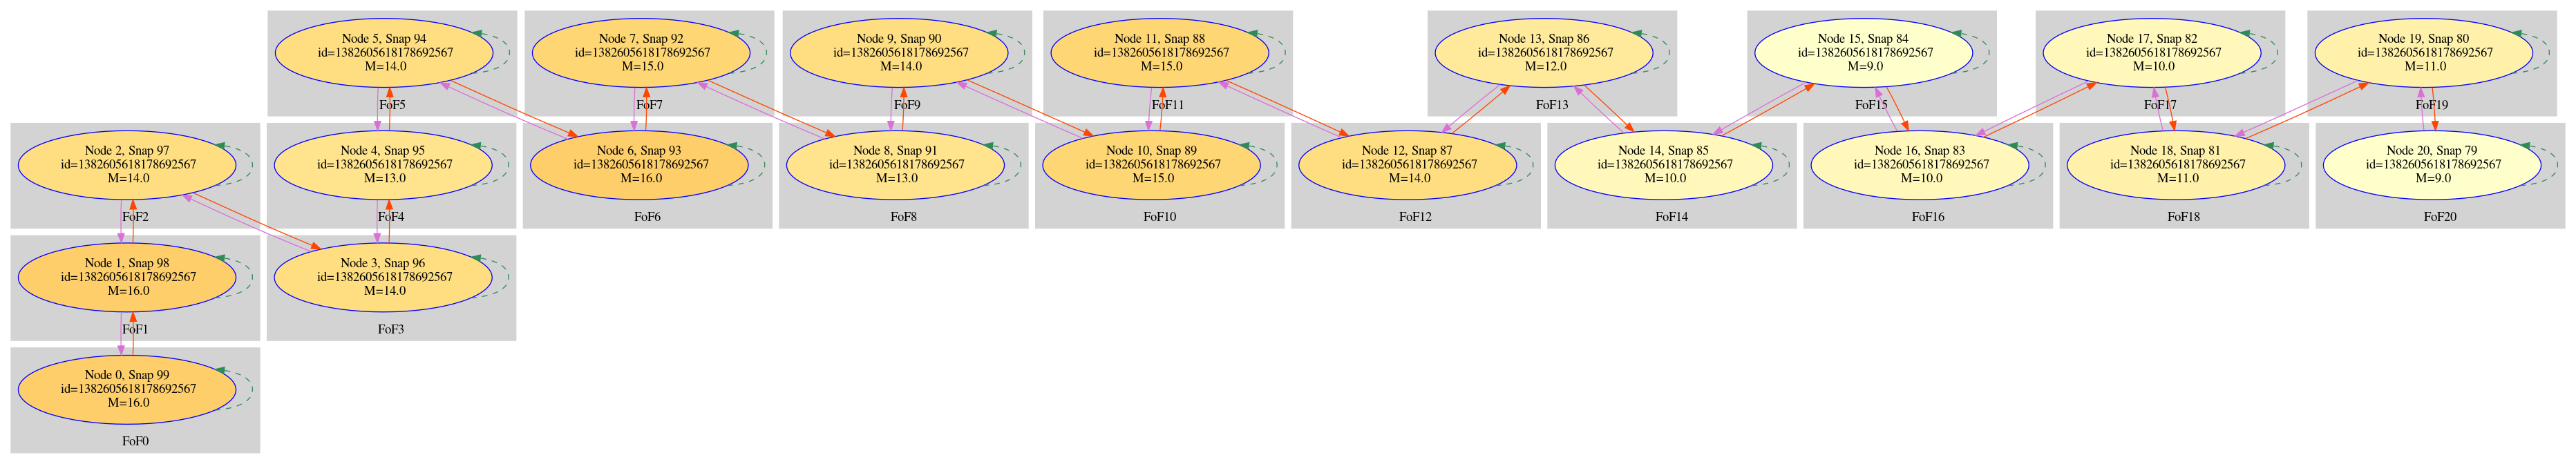 Node 5, Snap 94
id=1382605618178692567
M=14.0
FoF5
Node 7, Snap 92
id=1382605618178692567
M=15.0
FoF7
Node 9, Snap 90
id=1382605618178692567
M=14.0
FoF9
Node 11, Snap 88
id=1382605618178692567
M=15.0
FoF11
Node 13, Snap 86
id=1382605618178692567
M=12.0
FoF13
Node 15, Snap 84
id=1382605618178692567
M=9.0
FoF15
Node 17, Snap 82
id=1382605618178692567
M=10.0
FoF17
Node 19, Snap 80
id=1382605618178692567
M=11.0
FoF19
Node 2, Snap 97
id=1382605618178692567
M=14.0
FoF2
Node 4, Snap 95
id=1382605618178692567
M=13.0
FoF4
Node 6, Snap 93
id=1382605618178692567
M=16.0
FoF6
Node 8, Snap 91
id=1382605618178692567
M=13.0
FoF8
Node 10, Snap 89
id=1382605618178692567
M=15.0
FoF10
Node 12, Snap 87
id=1382605618178692567
M=14.0
FoF12
Node 14, Snap 85
id=1382605618178692567
M=10.0
FoF14
Node 16, Snap 83
id=1382605618178692567
M=10.0
FoF16
Node 18, Snap 81
id=1382605618178692567
M=11.0
FoF18
Node 20, Snap 79
id=1382605618178692567
M=9.0
FoF20
Node 1, Snap 98
id=1382605618178692567
M=16.0
FoF1
Node 3, Snap 96
id=1382605618178692567
M=14.0
FoF3
Node 0, Snap 99
id=1382605618178692567
M=16.0
FoF0